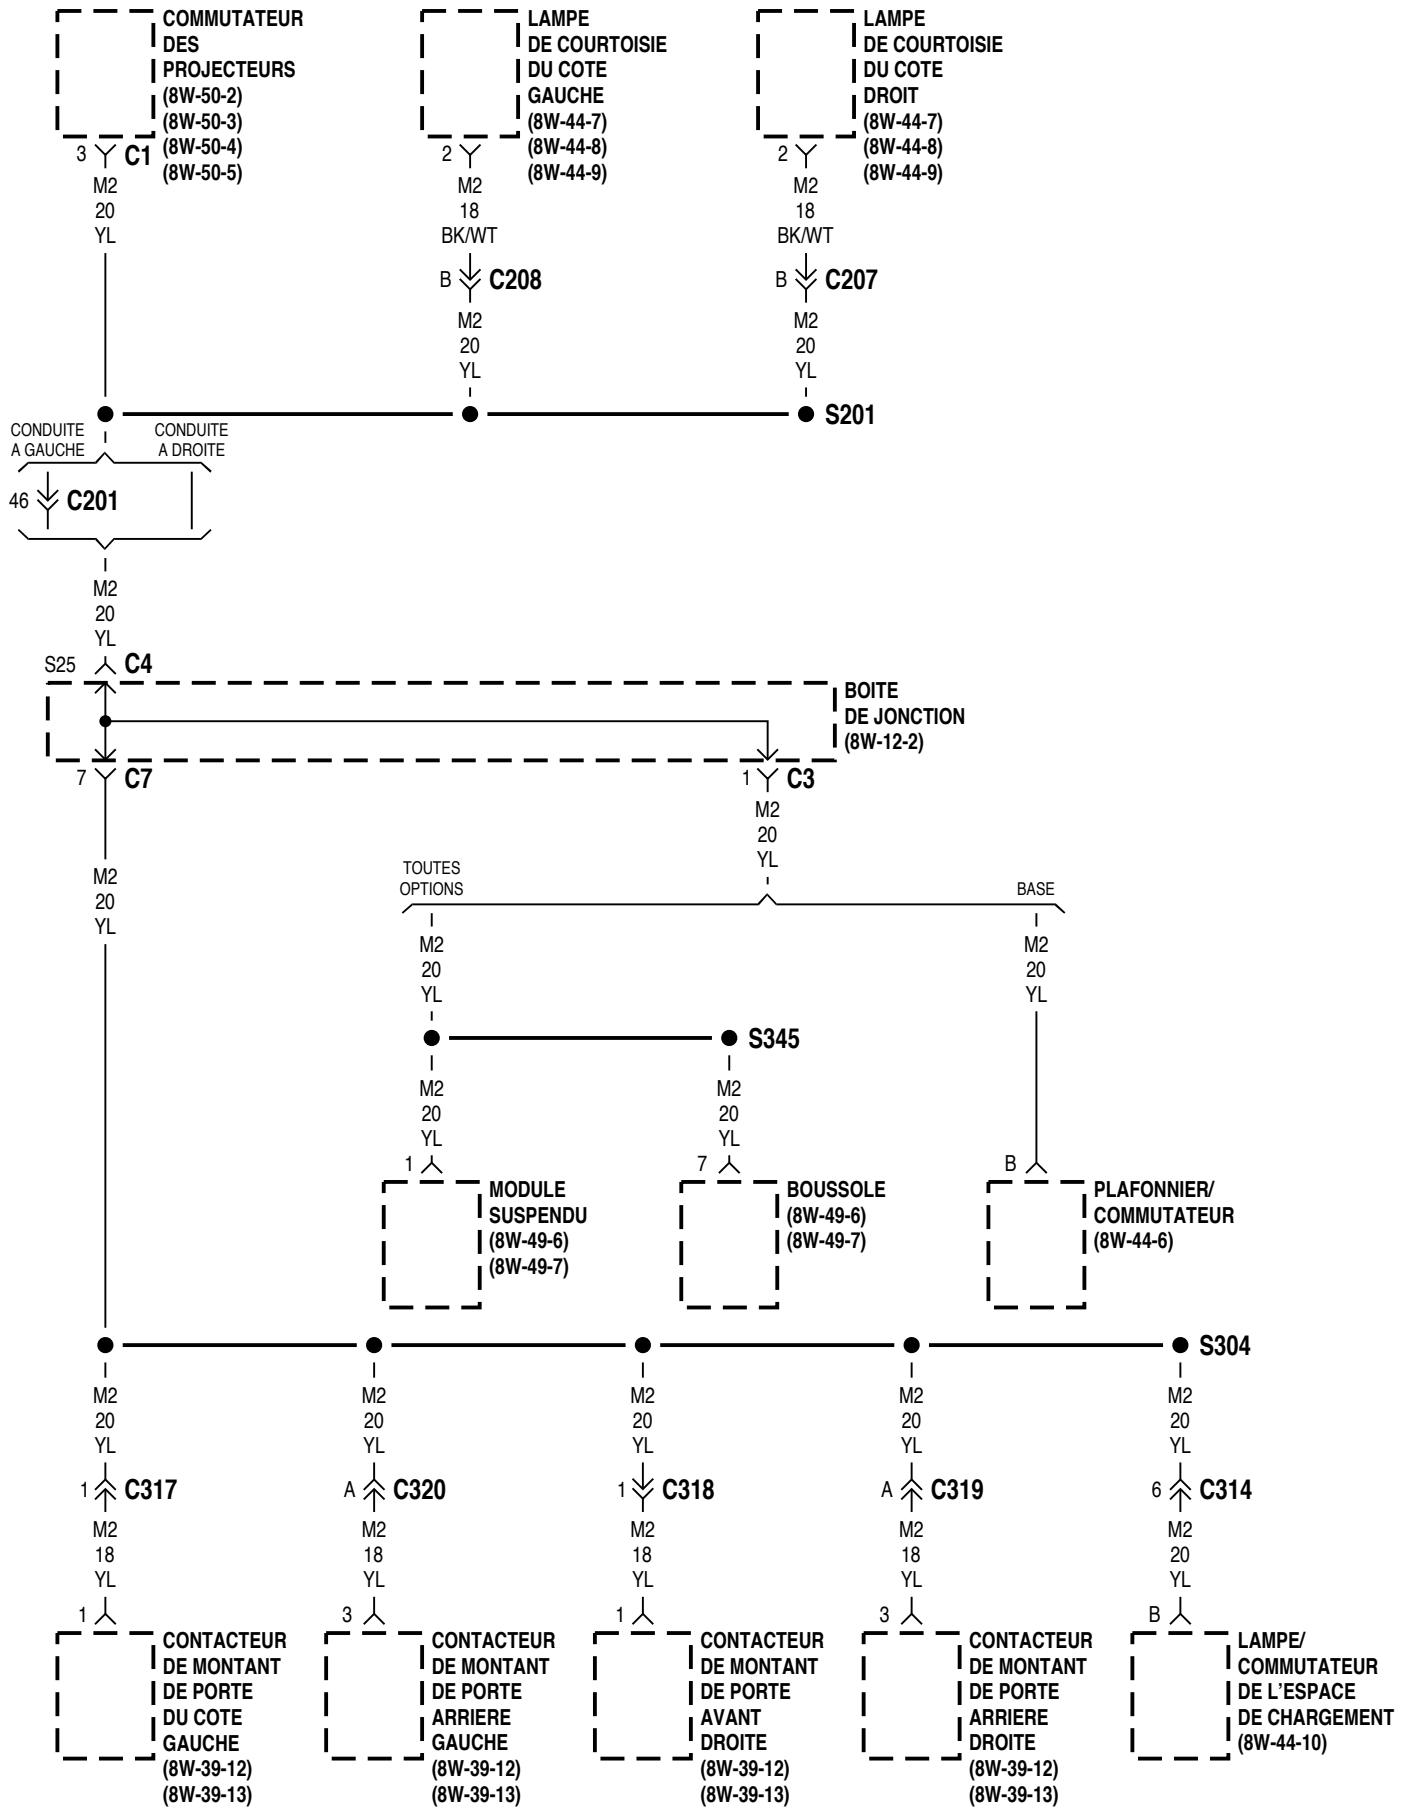 COMMUTATEUR
DES
PROJECTEURS
(8W-50-2)
(8W-50-3)
(8W-50-4)
(8W-50-5)
3
C1
M2
20
YL
LAMPE
DE COURTOISIE
DU COTE
GAUCHE
(8W-44-7)
(8W-44-8)
(8W-44-9)
2
M2
18
BK/WT
B
C208
M2
20
YL
LAMPE
DE COURTOISIE
DU COTE
DROIT
(8W-44-7)
(8W-44-8)
(8W-44-9)
2
M2
18
BK/WT
B
C207
M2
20
YL
S201
CONDUITE
A GAUCHE
CONDUITE
A DROITE
46
C201
M2
20
YL
S25
C4
BOITE
DE JONCTION
(8W-12-2)
7
C7
1
C3
M2
20
YL
M2
20
YL
TOUTES
OPTIONS
BASE
M2
20
YL
M2
20
YL
S345
M2
20
YL
M2
20
YL
1
MODULE
SUSPENDU
(8W-49-6)
(8W-49-7)
7
BOUSSOLE
(8W-49-6)
(8W-49-7)
B
PLAFONNIER/
COMMUTATEUR
(8W-44-6)
S304
M2
20
YL
1
C317
M2
18
YL
1
CONTACTEUR
DE MONTANT
DE PORTE
DU COTE
GAUCHE
(8W-39-12)
(8W-39-13)
M2
20
YL
A
C320
M2
18
YL
3
CONTACTEUR
DE MONTANT
DE PORTE
ARRIERE
GAUCHE
(8W-39-12)
(8W-39-13)
M2
20
YL
1
C318
M2
18
YL
1
CONTACTEUR
DE MONTANT
DE PORTE
AVANT
DROITE
(8W-39-12)
(8W-39-13)
M2
20
YL
A
C319
M2
18
YL
3
CONTACTEUR
DE MONTANT
DE PORTE
ARRIERE
DROITE
(8W-39-12)
(8W-39-13)
M2
20
YL
6
C314
M2
20
YL
B
LAMPE/
COMMUTATEUR
DE L'ESPACE
DE CHARGEMENT
(8W-44-10)